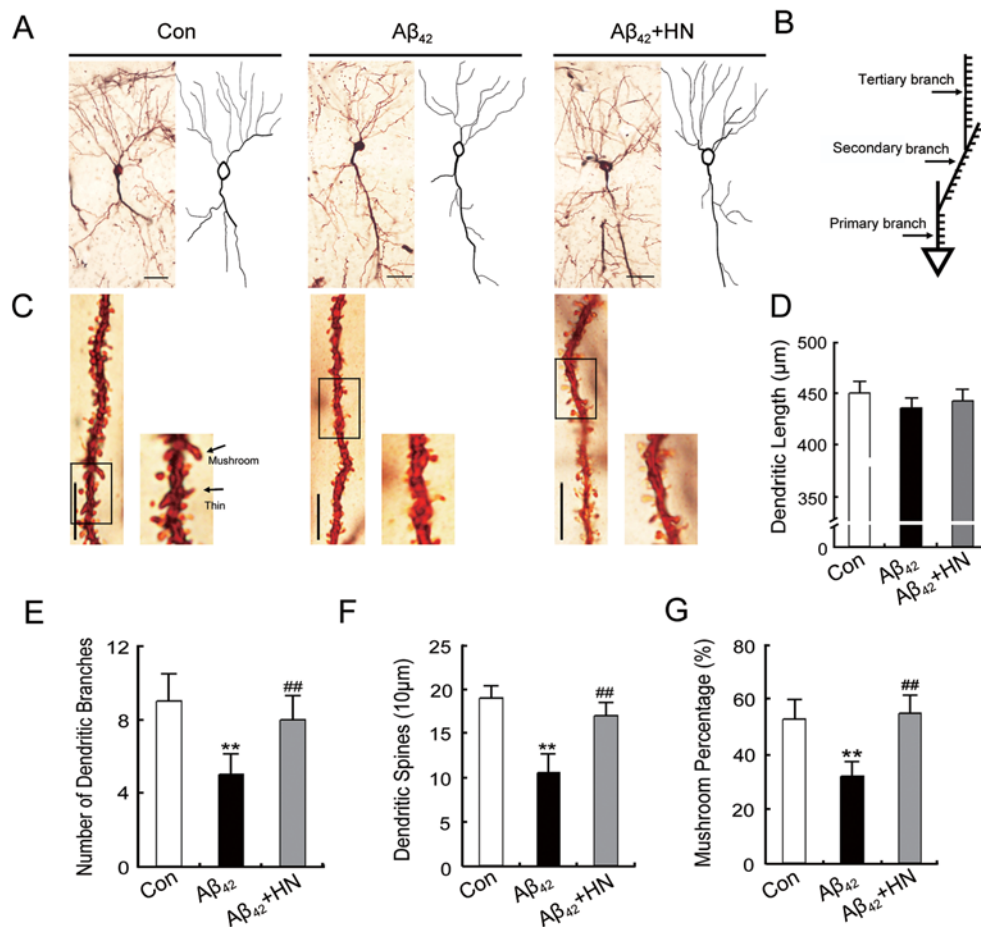 A
Con
Aβ₄₂
Aβ₄₂+HN
B
Tertiary branch
Secondary branch
Primary branch
C
Mushroom
Thin
D
Dendritic Length (μm)
500
450
400
350
0
Con
Aβ₄₂
Aβ₄₂+HN
E
Number of Dendritic Branches
12
8
4
0
**
##
Con
Aβ₄₂
Aβ₄₂+HN
F
Dendritic Spines (10μm)
25
20
15
10
5
0
**
##
Con
Aβ₄₂
Aβ₄₂+HN
G
Mushroom Percentage (%)
80
60
40
20
0
**
##
Con
Aβ₄₂
Aβ₄₂+HN